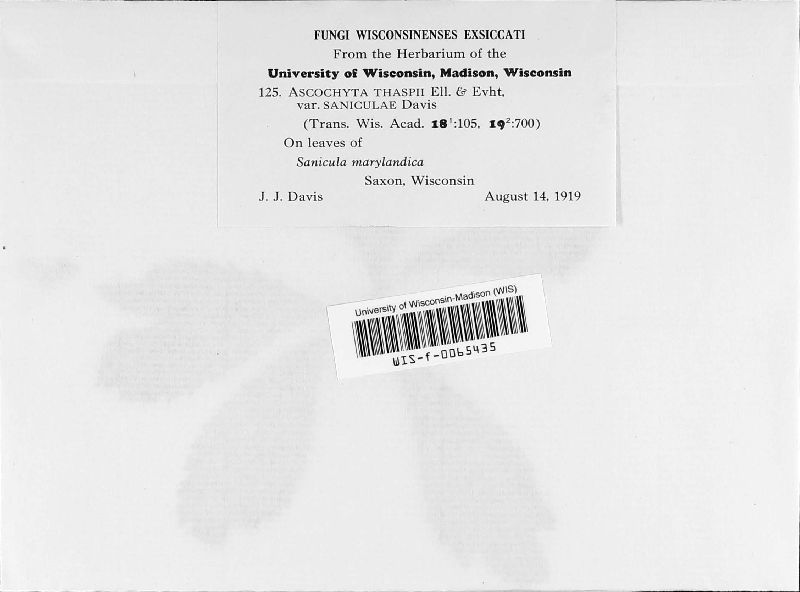 FUNGI WISCONSINENSES EXSICCATI
From the Herbarium of the
University of Wisconsin, Madison, Wisconsin
125. ASCOCHYTA THASPII Ell. & Evht.
var. SANICULAE Davis
(Trans. Wis. Acad. 18¹:105, 19²:700)
On leaves of
Sanicula marylandica
Saxon, Wisconsin
J. J. Davis August 14, 1919
University of Wisconsin-Madison (WIS)
WIS-f-0065435